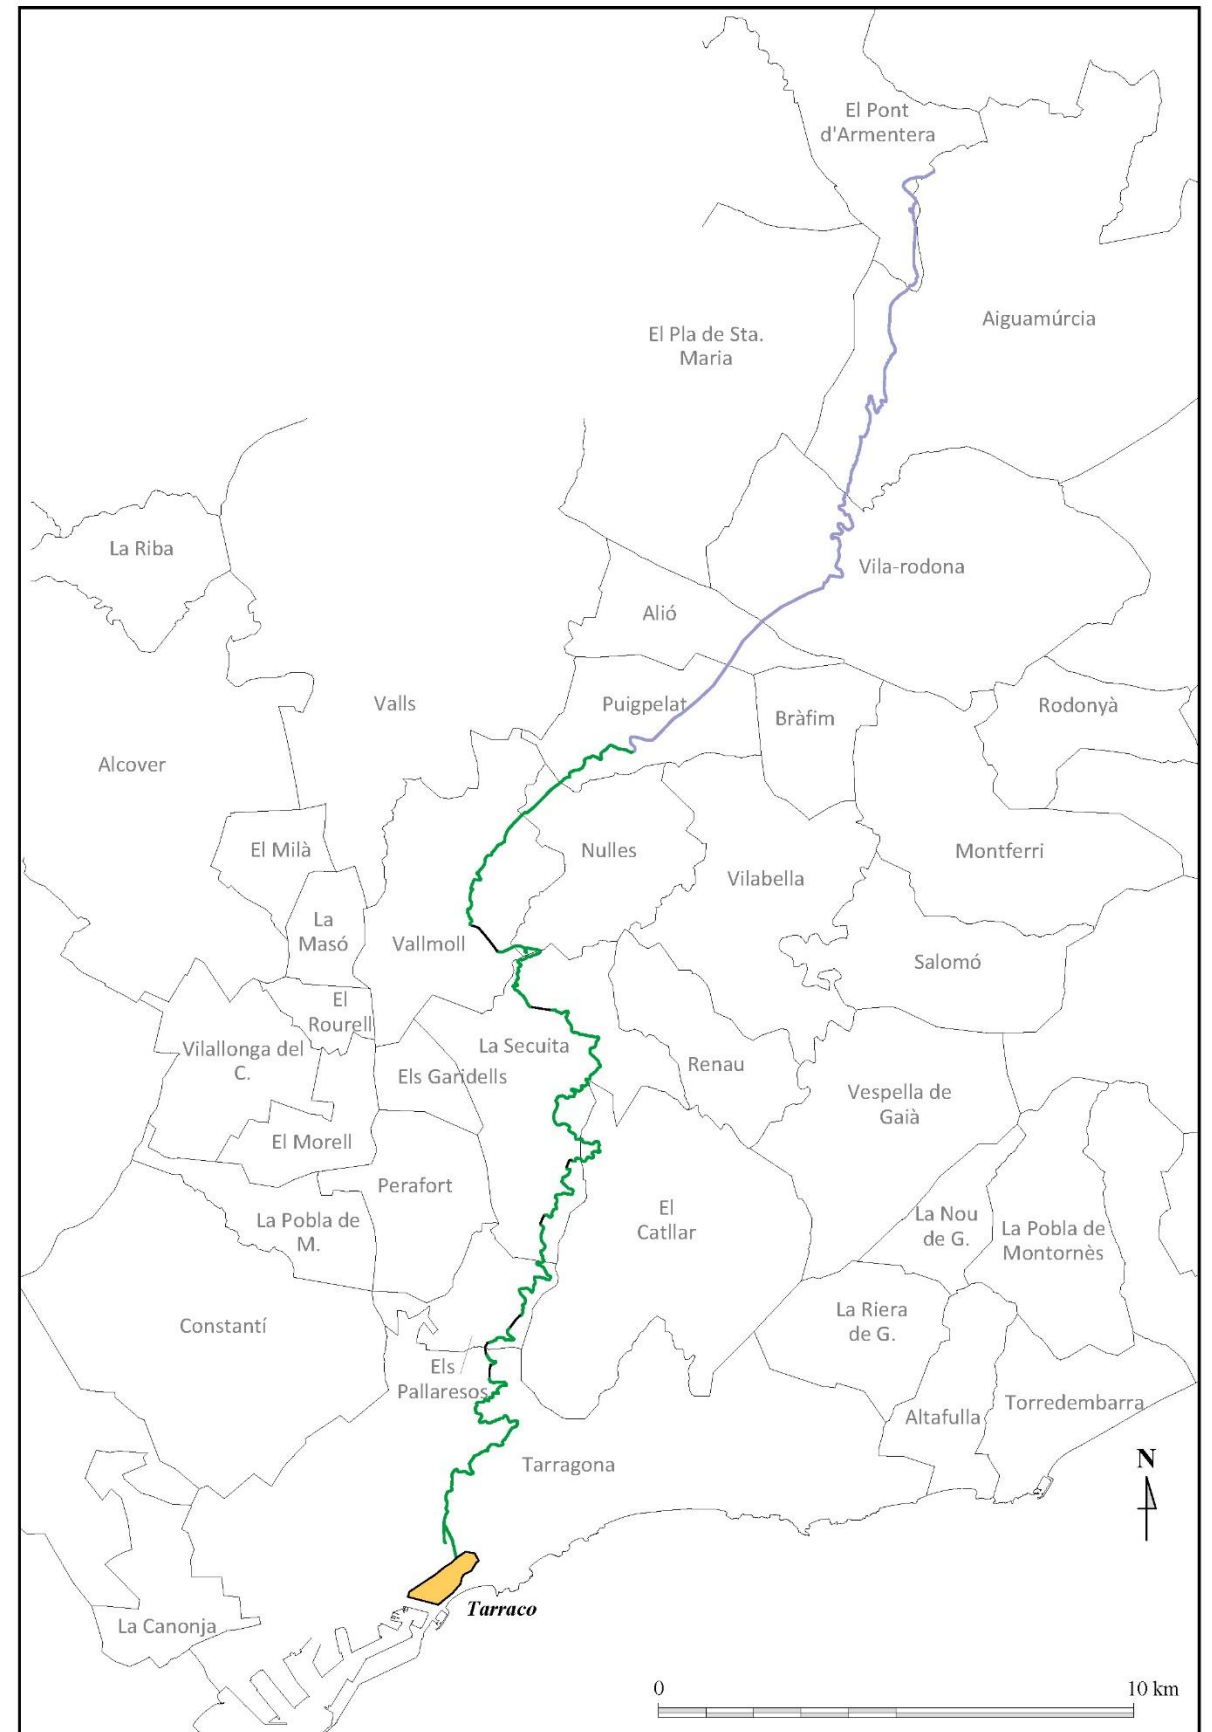 El Pont
d'Armentera
Aiguamúrcia
El Pla de Sta.
Maria
La Riba
Vila-rodona
Alió
Valls
Puigpelat
Bràfim
Rodonyà
Alcover
El Milà
Nulles
Montferri
Vilabella
La
Masó
Vallmoll
Salomó
El
Rourell
Vilallonga del
C.
La Secuita
Renau
Els Garidells
Vespella de
Gaià
El Morell
Perafort
La Pobla de
M.
El
Catllar
La Nou
de G.
La Pobla de
Montornès
Constantí
La Riera
de G.
Els
Pallaresos
Altafulla
Torredembarra
Tarragona
N
Tarraco
La Canonja
0 10 km